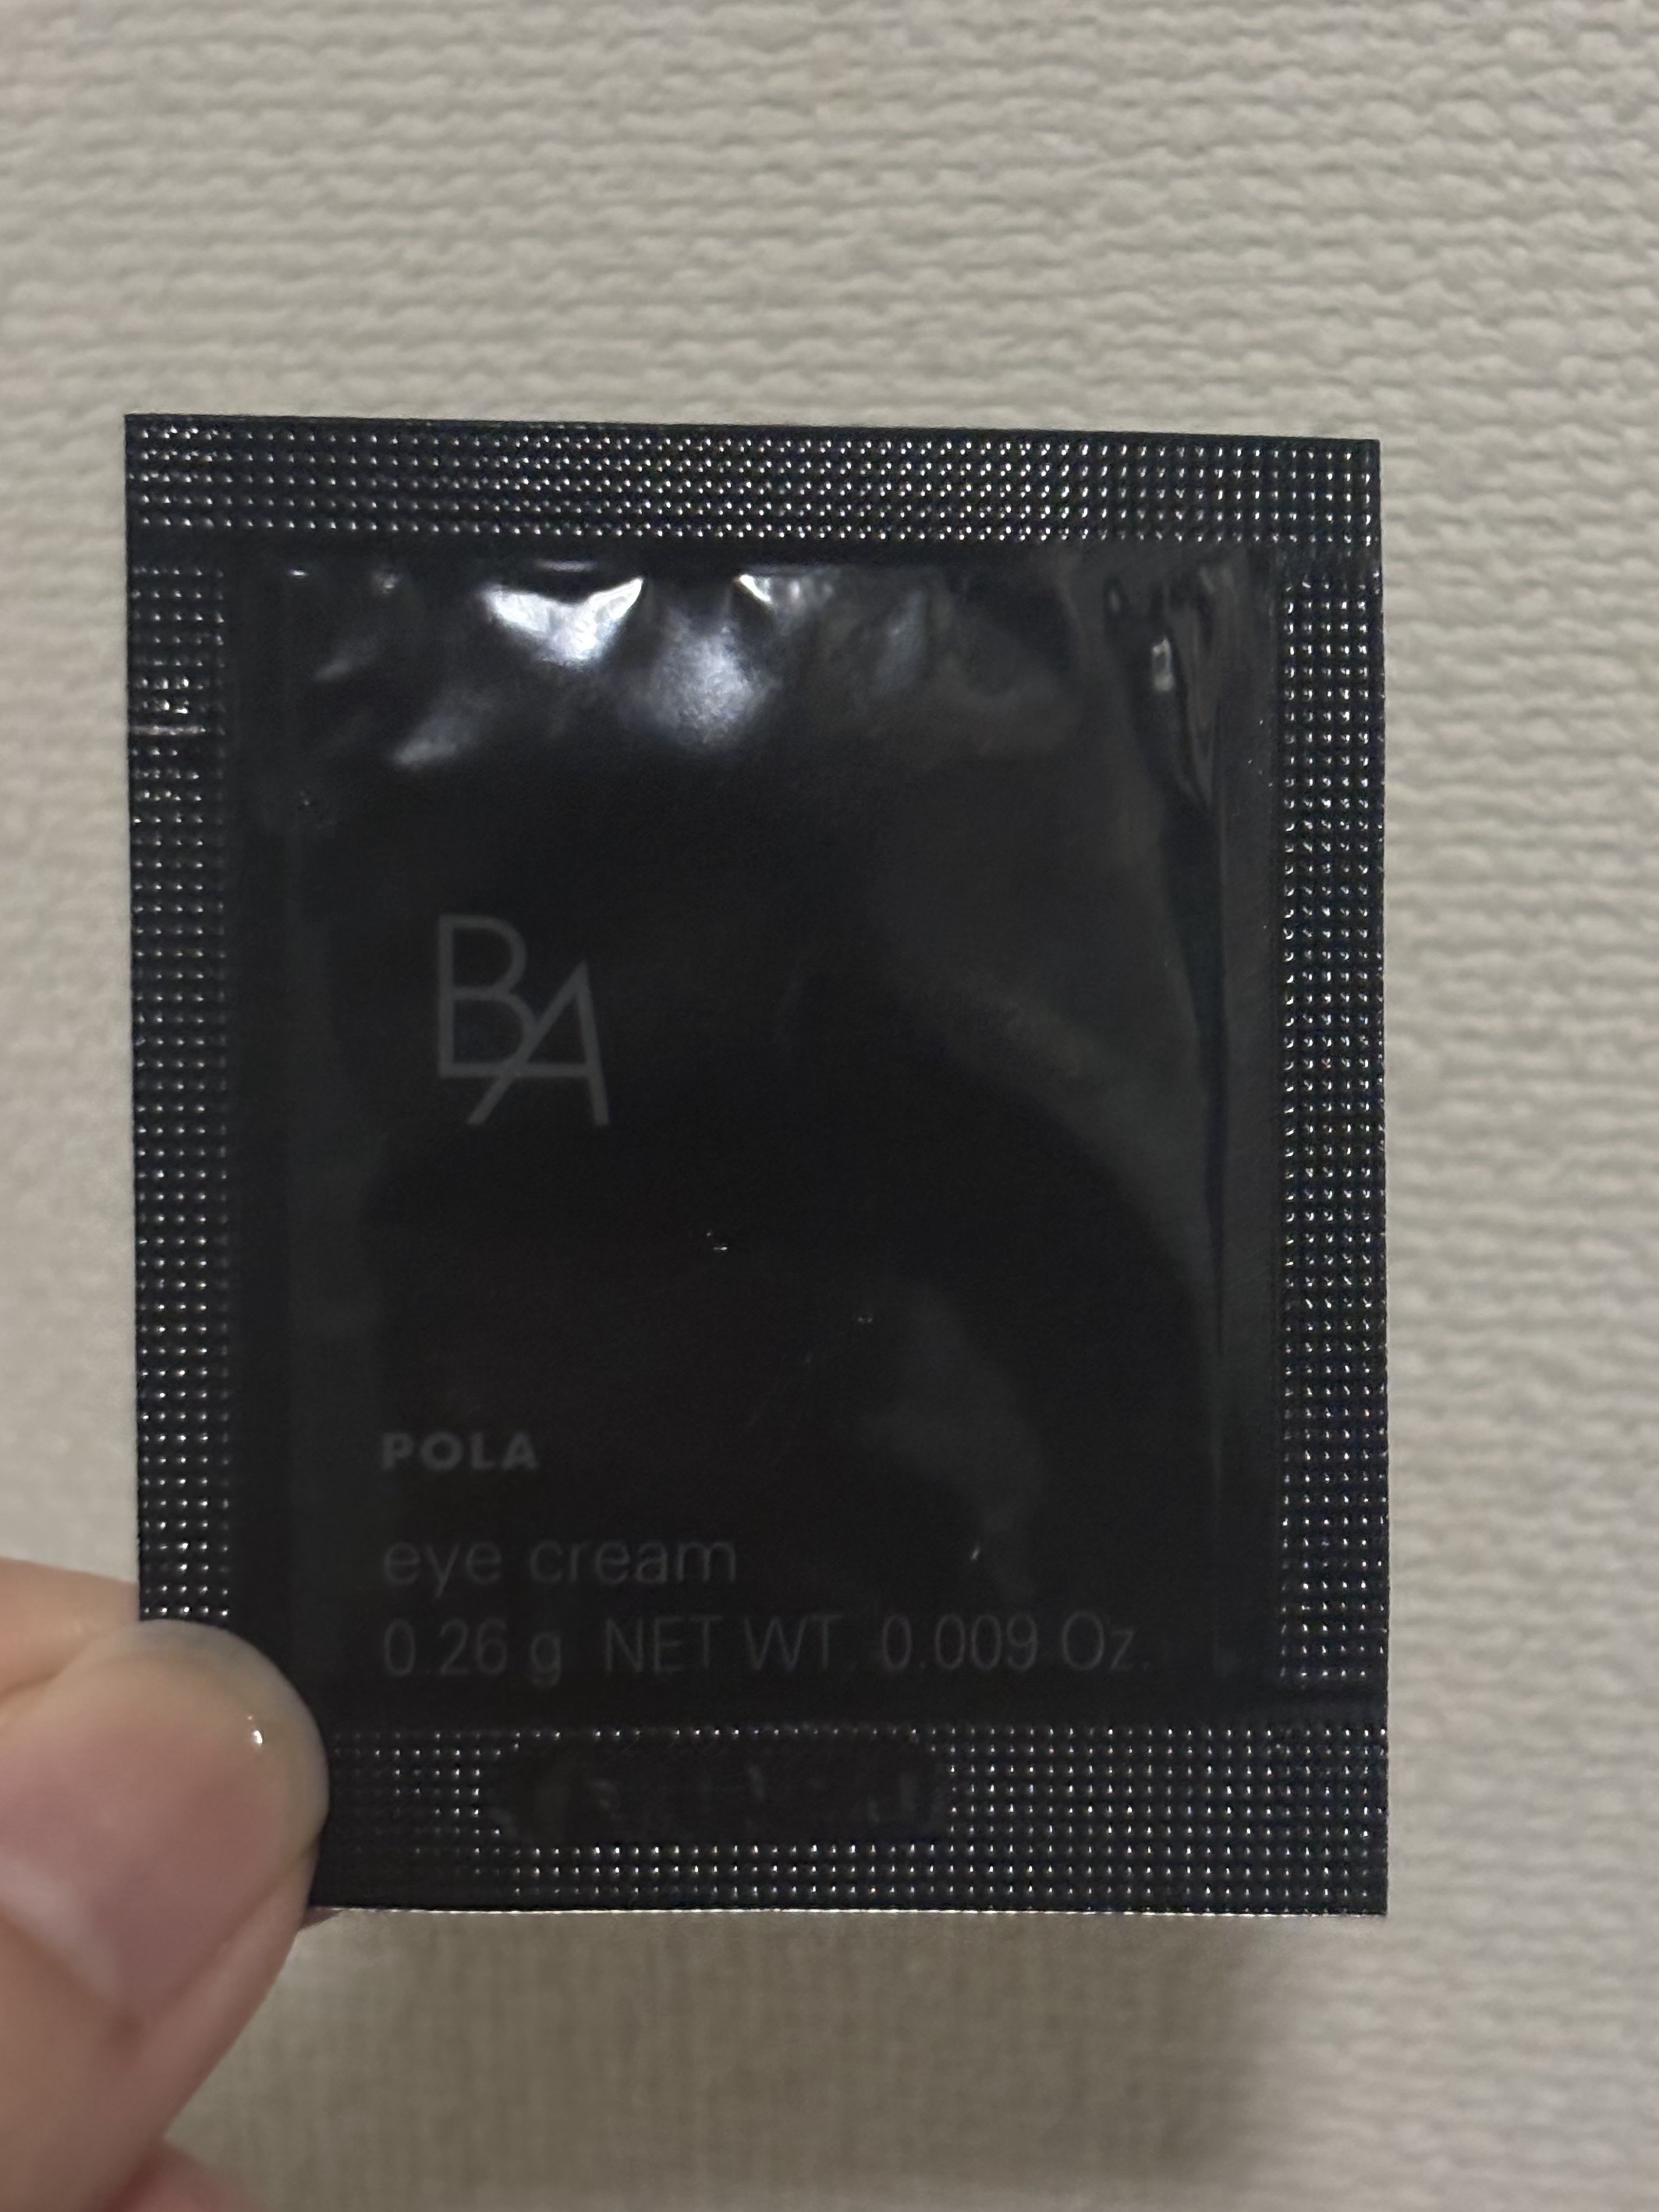 BA
POLA
eye cream
0.26 g NET WT. 0.009 Oz.